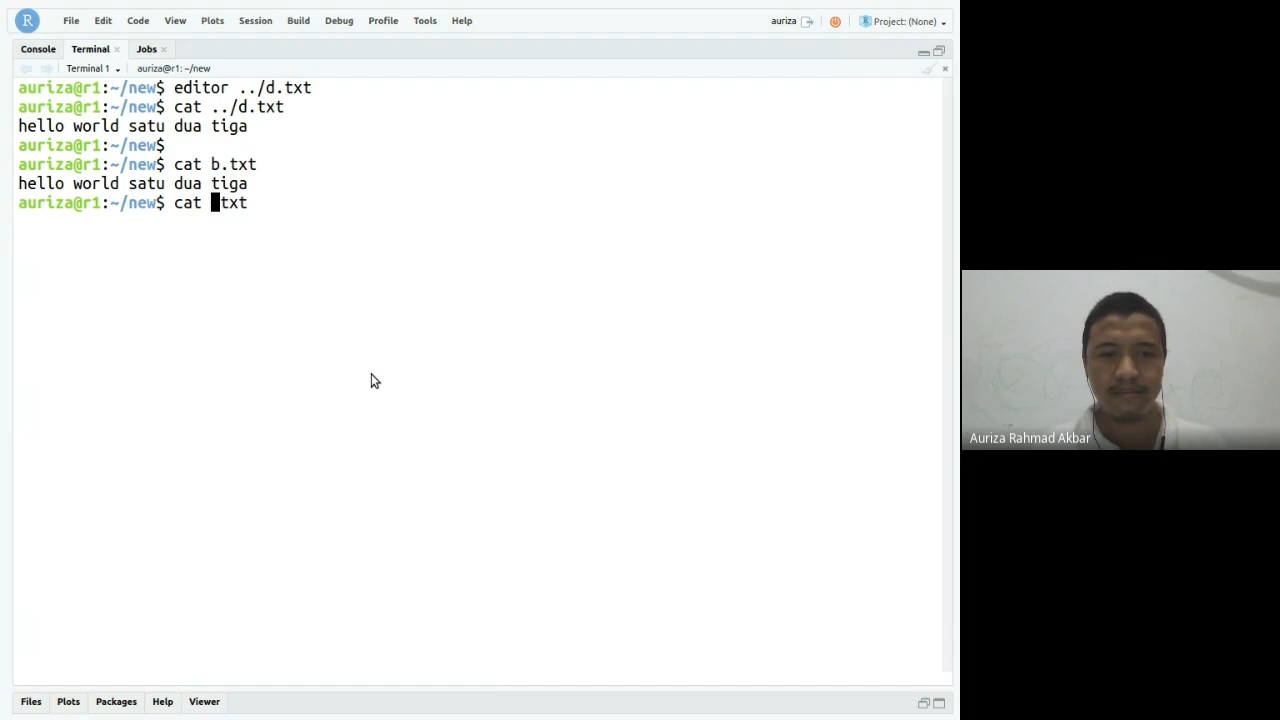 R File Edit Code View Plots Session Build Debug Profile Tools Help auriza R Project: (None)
Console Terminal Jobs
Terminal 1 auriza@r1: ~/new
auriza@r1:~/new$ editor ../d.txt
auriza@r1:~/new$ cat ../d.txt
hello world satu dua tiga
auriza@r1:~/new$
auriza@r1:~/new$ cat b.txt
hello world satu dua tiga
auriza@r1:~/new$ cat txt
Auriza Rahmad Akbar
Files Plots Packages Help Viewer